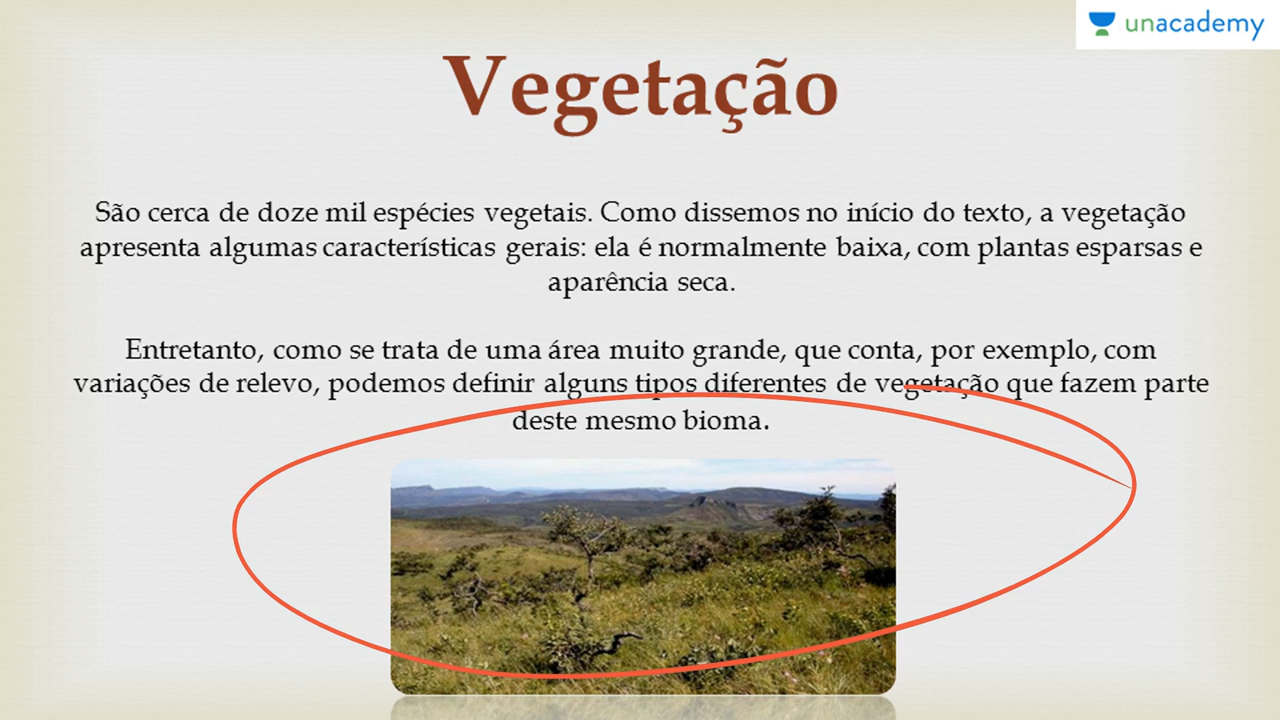 unacademy
Vegetação
São cerca de doze mil espécies vegetais. Como dissemos no início do texto, a vegetação
apresenta algumas características gerais: ela é normalmente baixa, com plantas esparsas e
aparência seca.
Entretanto, como se trata de uma área muito grande, que conta, por exemplo, com
variações de relevo, podemos definir alguns tipos diferentes de vegetação que fazem parte
deste mesmo bioma.